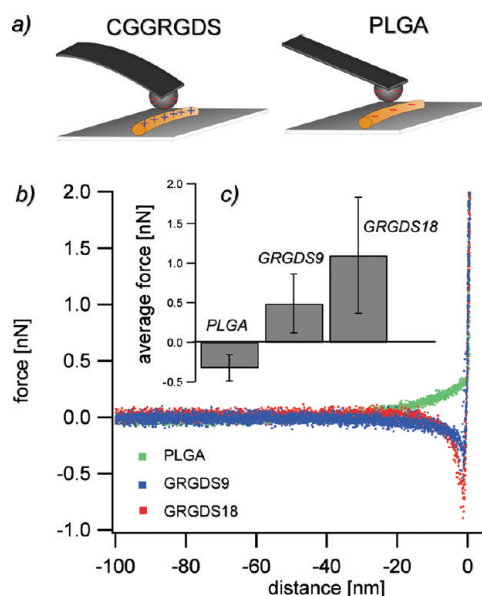 a) CGGRGDS PLGA
b) c)
force [nN]
2.0
1.5
1.0
0.5
0.0
-0.5
-1.0
average force [nN]
2.0
1.5
1.0
0.5
0.0
-0.5
PLGA
GRGDS9
GRGDS18
PLGA
GRGDS9
GRGDS18
-100 -80 -60 -40 -20 0
distance [nm]